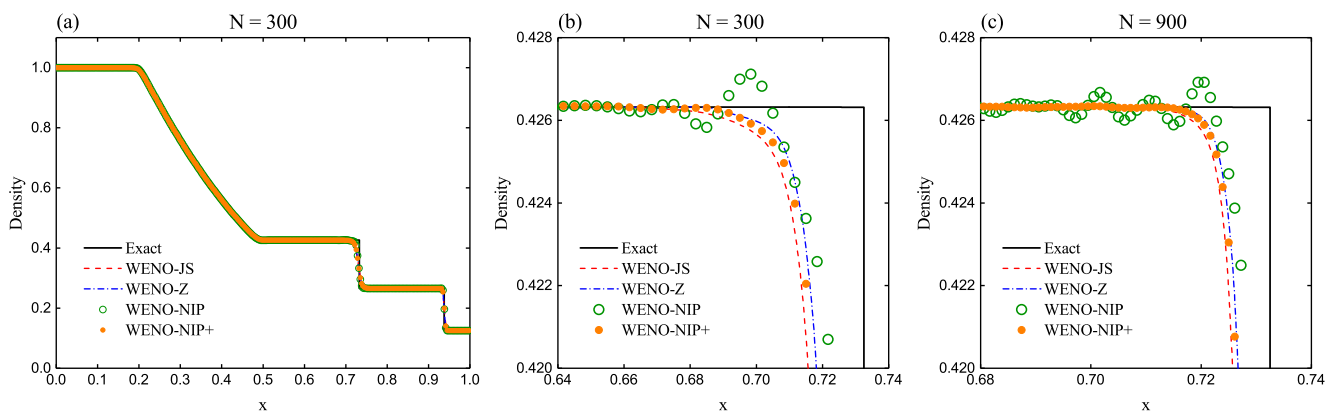 (a)
N = 300
1.0
0.8
0.6
0.4
0.2
0.0
Density
Exact
WENO-JS
WENO-Z
WENO-NIP
WENO-NIP+
0.0 0.1 0.2 0.3 0.4 0.5 0.6 0.7 0.8 0.9 1.0
x
(b)
N = 300
0.428
0.426
0.424
0.422
0.420
Density
Exact
WENO-JS
WENO-Z
WENO-NIP
WENO-NIP+
0.64 0.66 0.68 0.70 0.72 0.74
x
(c)
N = 900
0.428
0.426
0.424
0.422
0.420
Density
Exact
WENO-JS
WENO-Z
WENO-NIP
WENO-NIP+
0.68 0.70 0.72 0.74
x